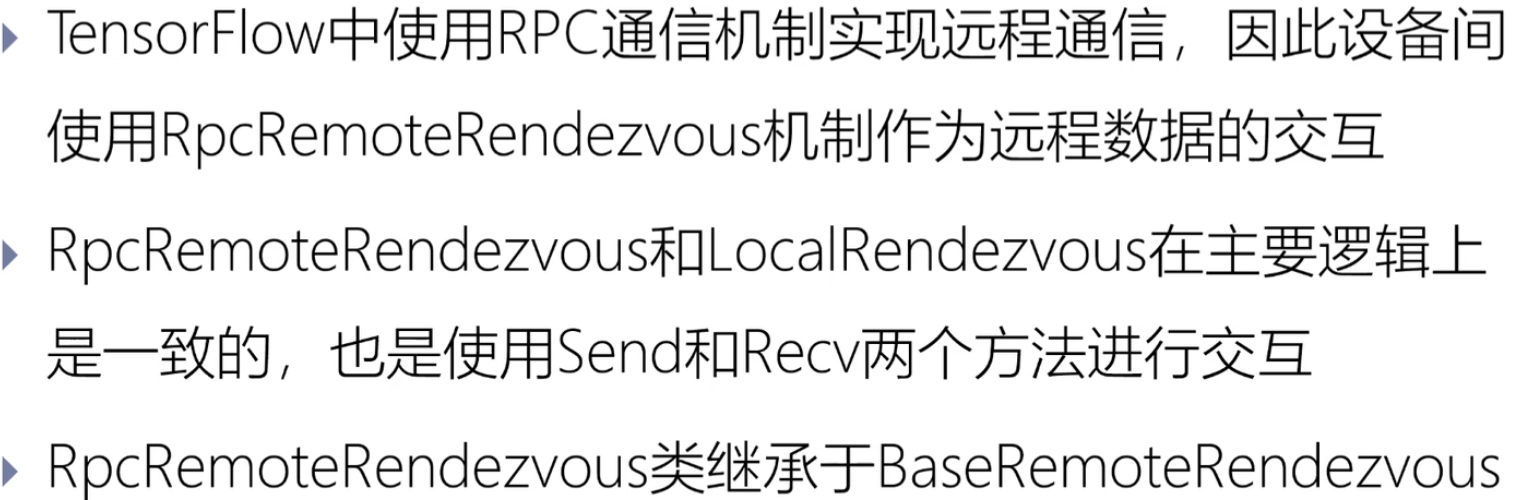 TensorFlow中使用RPC通信机制实现远程通信，因此设备间
使用RpcRemoteRendezvous机制作为远程数据的交互
RpcRemoteRendezvous和LocalRendezvous在主要逻辑上
是一致的，也是使用Send和Recv两个方法进行交互
RpcRemoteRendezvous类继承于BaseRemoteRendezvous